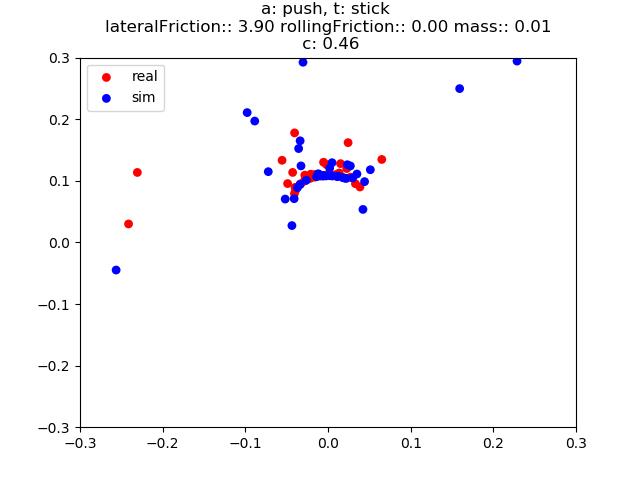 a: push, t: stick
lateralFriction:: 3.90 rollingFriction:: 0.00 mass:: 0.01
c: 0.46
real
sim
0.3
0.2
0.1
0.0
−0.1
−0.2
−0.3
−0.3 −0.2 −0.1 0.0 0.1 0.2 0.3